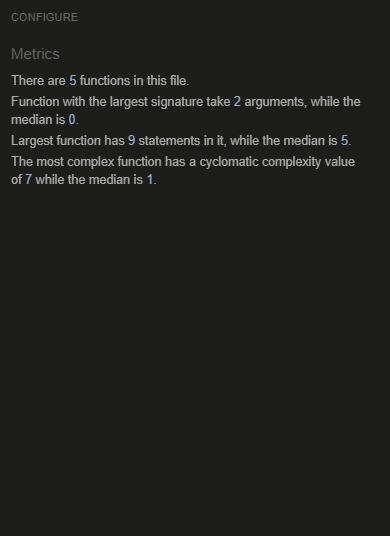 CONFIGURE
Metrics
There are 5 functions in this file.
Function with the largest signature take 2 arguments, while the
median is 0.
Largest function has 9 statements in it, while the median is 5.
The most complex function has a cyclomatic complexity value
of 7 while the median is 1.